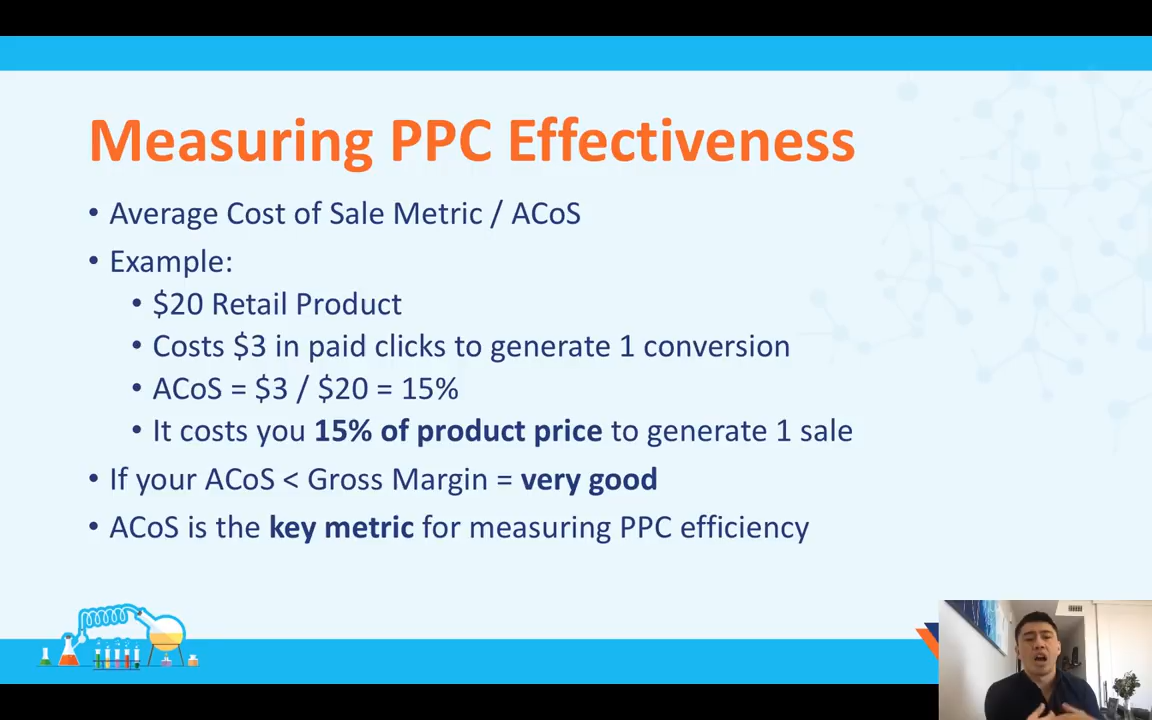 Measuring PPC Effectiveness
• Average Cost of Sale Metric / ACoS
• Example:
• $20 Retail Product
• Costs $3 in paid clicks to generate 1 conversion
• ACoS = $3 / $20 = 15%
• It costs you 15% of product price to generate 1 sale
• If your ACoS < Gross Margin = very good
• ACoS is the key metric for measuring PPC efficiency